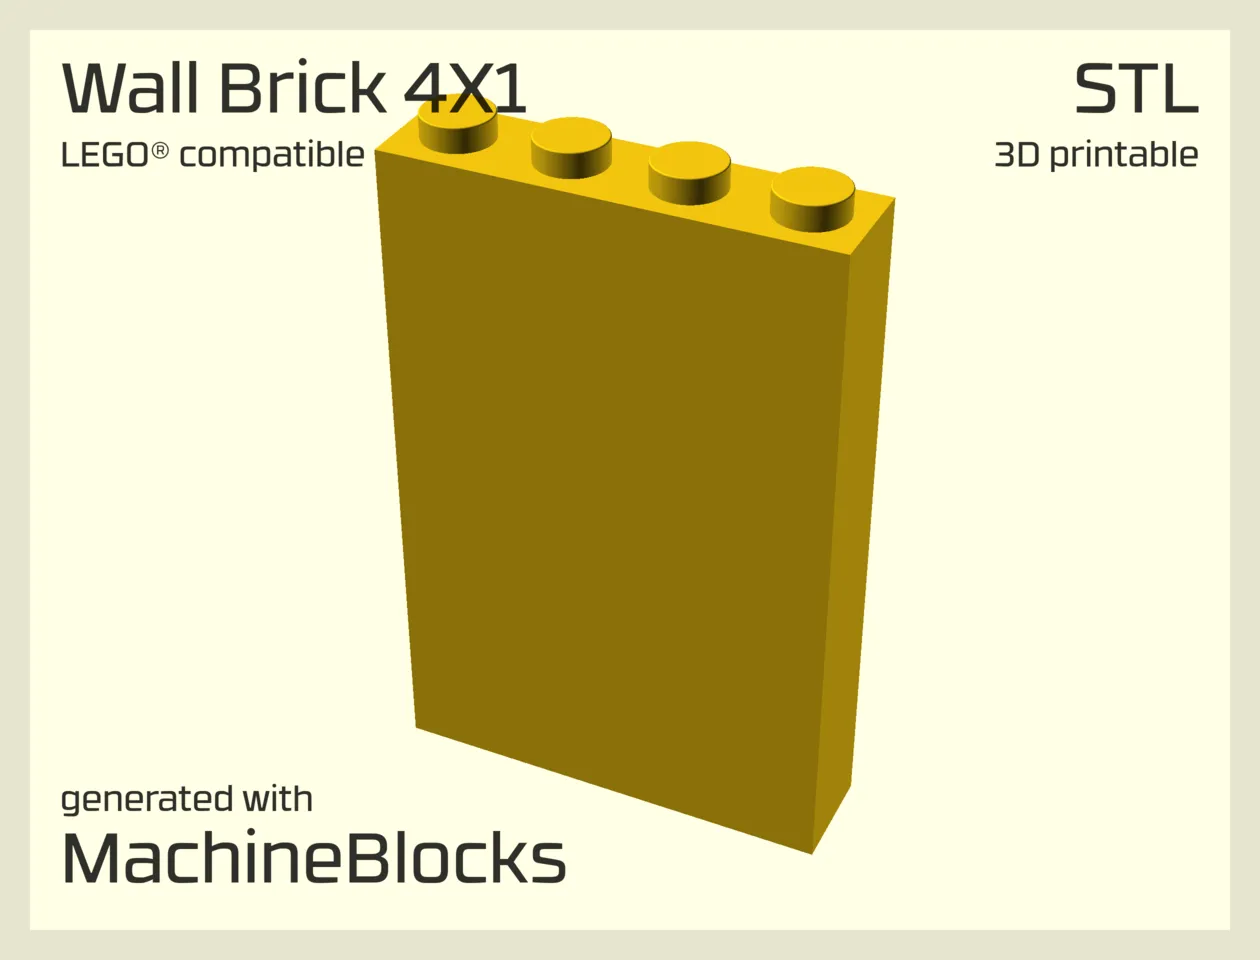 Wall Brick 4X1
LEGO® compatible
STL
3D printable
generated with
MachineBlocks